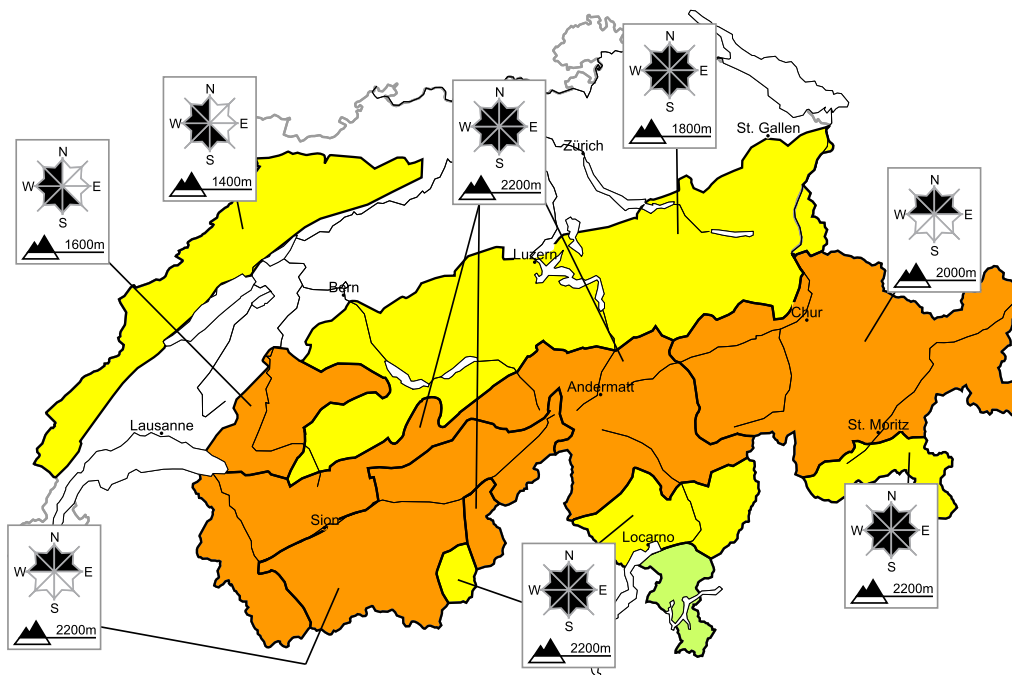 N
W E
S
1800m
N
W E
S
1400m
N
W E
S
2200m
St. Gallen
Zürich
N
W E
S
1600m
N
W E
S
2000m
Luzern
Bern
Chur
Andermatt
Lausanne
St. Moritz
Sion
Locarno
N
W E
S
2200m
N
W E
S
2200m
N
W E
S
2200m